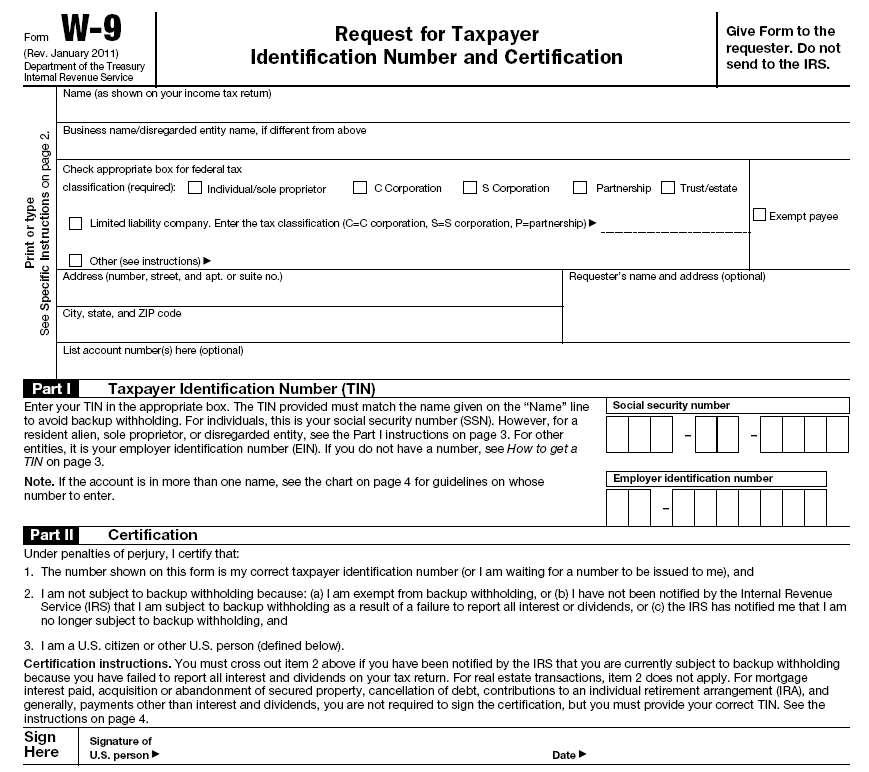 Form W-9
(Rev. January 2011)
Department of the Treasury
Internal Revenue Service
Request for Taxpayer
Identification Number and Certification
Give Form to the
requester. Do not
send to the IRS.
Print or type
See Specific Instructions on page 2.
Name (as shown on your income tax return)
Business name/disregarded entity name, if different from above
Check appropriate box for federal tax
classification (required): Individual/sole proprietor C Corporation S Corporation Partnership Trust/estate
Limited liability company. Enter the tax classification (C=C corporation, S=S corporation, P=partnership) ▶
Exempt payee
Other (see instructions) ▶
Address (number, street, and apt. or suite no.)
Requester's name and address (optional)
City, state, and ZIP code
List account number(s) here (optional)
Part I Taxpayer Identification Number (TIN)
Enter your TIN in the appropriate box. The TIN provided must match the name given on the “Name” line
to avoid backup withholding. For individuals, this is your social security number (SSN). However, for a
resident alien, sole proprietor, or disregarded entity, see the Part I instructions on page 3. For other
entities, it is your employer identification number (EIN). If you do not have a number, see How to get a
TIN on page 3.
Note. If the account is in more than one name, see the chart on page 4 for guidelines on whose
number to enter.
Social security number
– –
Employer identification number
–
Part II Certification
Under penalties of perjury, I certify that:
1. The number shown on this form is my correct taxpayer identification number (or I am waiting for a number to be issued to me), and
2. I am not subject to backup withholding because: (a) I am exempt from backup withholding, or (b) I have not been notified by the Internal Revenue
Service (IRS) that I am subject to backup withholding as a result of a failure to report all interest or dividends, or (c) the IRS has notified me that I am
no longer subject to backup withholding, and
3. I am a U.S. citizen or other U.S. person (defined below).
Certification instructions. You must cross out item 2 above if you have been notified by the IRS that you are currently subject to backup withholding
because you have failed to report all interest and dividends on your tax return. For real estate transactions, item 2 does not apply. For mortgage
interest paid, acquisition or abandonment of secured property, cancellation of debt, contributions to an individual retirement arrangement (IRA), and
generally, payments other than interest and dividends, you are not required to sign the certification, but you must provide your correct TIN. See the
instructions on page 4.
Sign
Here
Signature of
U.S. person ▶
Date ▶